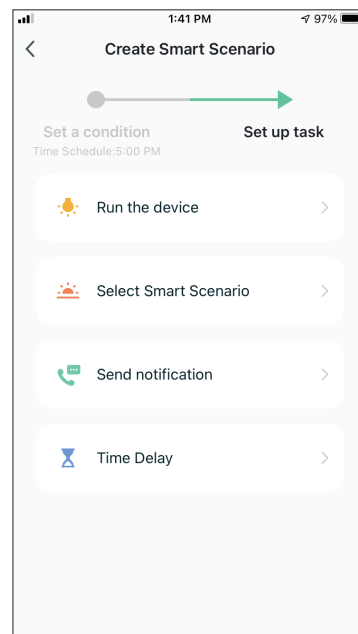 1:41 PM
97%
Create Smart Scenario
Set a condition
Set up task
Time Schedule:5:00 PM
Run the device
Select Smart Scenario
Send notification
Time Delay